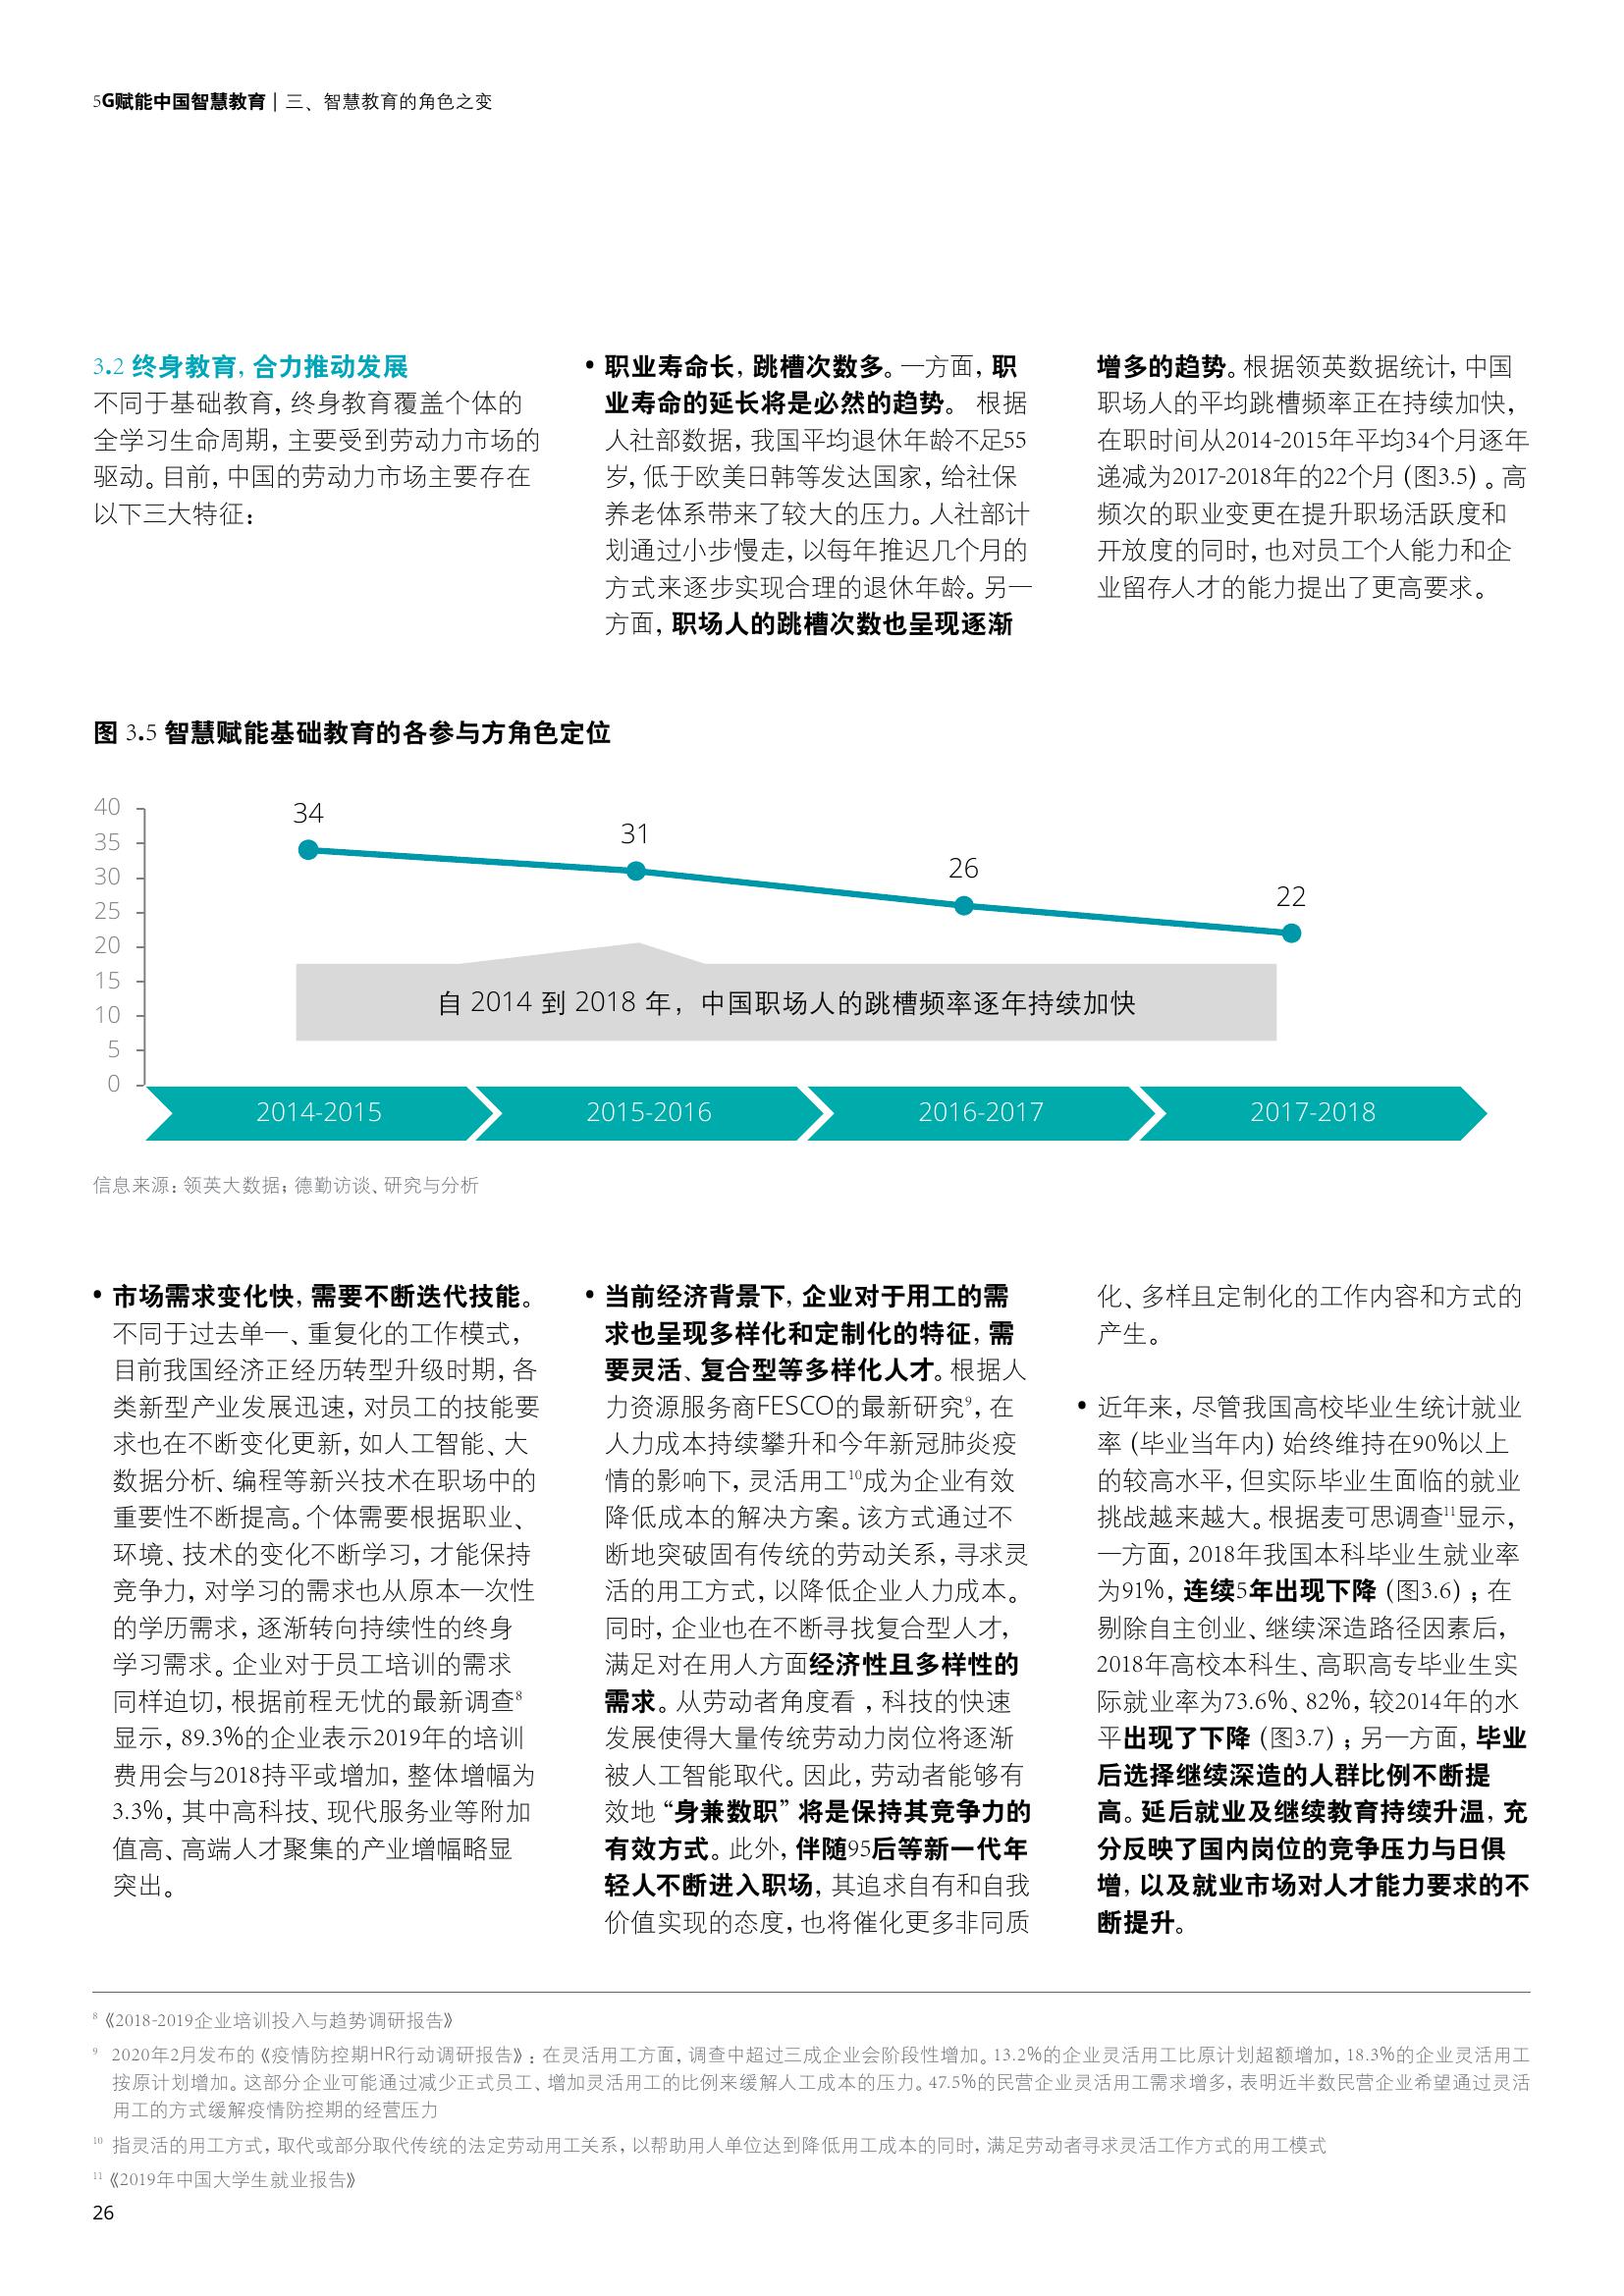 5G赋能中国智慧教育 | 三、智慧教育的角色之变
3.2 终身教育，合力推动发展
不同于基础教育，终身教育覆盖个体的
全学习生命周期，主要受到劳动力市场的
驱动。目前，中国的劳动力市场主要存在
以下三大特征：
• 职业寿命长，跳槽次数多。一方面，职
业寿命的延长将是必然的趋势。 根据
人社部数据，我国平均退休年龄不足55
岁，低于欧美日韩等发达国家，给社保
养老体系带来了较大的压力。人社部计
划通过小步慢走，以每年推迟几个月的
方式来逐步实现合理的退休年龄。另一
方面，职场人的跳槽次数也呈现逐渐
增多的趋势。根据领英数据统计，中国
职场人的平均跳槽频率正在持续加快，
在职时间从2014-2015年平均34个月逐年
递减为2017-2018年的22个月（图3.5）。高
频次的职业变更在提升职场活跃度和
开放度的同时，也对员工个人能力和企
业留存人才的能力提出了更高要求。
图 3.5 智慧赋能基础教育的各参与方角色定位
40
35
30
25
20
15
10
5
0
34
31
26
22
自 2014 到 2018 年，中国职场人的跳槽频率逐年持续加快
2014-2015
2015-2016
2016-2017
2017-2018
信息来源：领英大数据；德勤访谈、研究与分析
• 市场需求变化快，需要不断迭代技能。
不同于过去单一、重复化的工作模式，
目前我国经济正经历转型升级时期，各
类新型产业发展迅速，对员工的技能要
求也在不断变化更新，如人工智能、大
数据分析、编程等新兴技术在职场中的
重要性不断提高。个体需要根据职业、
环境、技术的变化不断学习，才能保持
竞争力，对学习的需求也从原本一次性
的学历需求，逐渐转向持续性的终身
学习需求。企业对于员工培训的需求
同样迫切，根据前程无忧的最新调查8
显示，89.3%的企业表示2019年的培训
费用会与2018持平或增加，整体增幅为
3.3%，其中高科技、现代服务业等附加
值高、高端人才聚集的产业增幅略显
突出。
• 当前经济背景下，企业对于用工的需
求也呈现多样化和定制化的特征，需
要灵活、复合型等多样化人才。根据人
力资源服务商FESCO的最新研究9，在
人力成本持续攀升和今年新冠肺炎疫
情的影响下，灵活用工10成为企业有效
降低成本的解决方案。该方式通过不
断地突破固有传统的劳动关系，寻求灵
活的用工方式，以降低企业人力成本。
同时，企业也在不断寻找复合型人才，
满足对在用人方面经济性且多样性的
需求。从劳动者角度看 ，科技的快速
发展使得大量传统劳动力岗位将逐渐
被人工智能取代。因此，劳动者能够有
效地 “身兼数职” 将是保持其竞争力的
有效方式。此外，伴随95后等新一代年
轻人不断进入职场，其追求自有和自我
价值实现的态度，也将催化更多非同质
化、多样且定制化的工作内容和方式的
产生。
• 近年来，尽管我国高校毕业生统计就业
率（毕业当年内）始终维持在90%以上
的较高水平，但实际毕业生面临的就业
挑战越来越大。根据麦可思调查11显示，
一方面，2018年我国本科毕业生就业率
为91%，连续5年出现下降（图3.6）；在
剔除自主创业、继续深造路径因素后，
2018年高校本科生、高职高专毕业生实
际就业率为73.6%、82%，较2014年的水
平出现了下降（图3.7）；另一方面，毕业
后选择继续深造的人群比例不断提
高。延后就业及继续教育持续升温，充
分反映了国内岗位的竞争压力与日俱
增，以及就业市场对人才能力要求的不
断提升。
8 《2018-2019企业培训投入与趋势调研报告》
9 2020年2月发布的《疫情防控期HR行动调研报告》：在灵活用工方面，调查中超过三成企业会阶段性增加。13.2%的企业灵活用工比原计划超额增加，18.3%的企业灵活用工
按原计划增加。这部分企业可能通过减少正式员工、增加灵活用工的比例来缓解人工成本的压力。47.5%的民营企业灵活用工需求增多，表明近半数民营企业希望通过灵活
用工的方式缓解疫情防控期的经营压力
10 指灵活的用工方式，取代或部分取代传统的法定劳动用工关系，以帮助用人单位达到降低用工成本的同时，满足劳动者寻求灵活工作方式的用工模式
11 《2019年中国大学生就业报告》
26